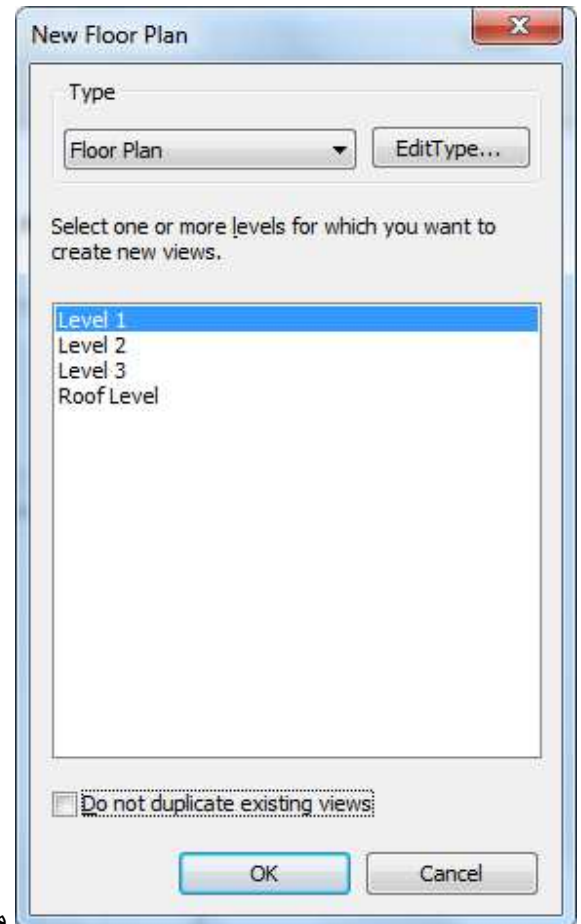 New Floor Plan
Type
Floor Plan
EditType...
Select one or more levels for which you want to
create new views.
Level 1
Level 2
Level 3
Roof Level
Do not duplicate existing views
OK
Cancel